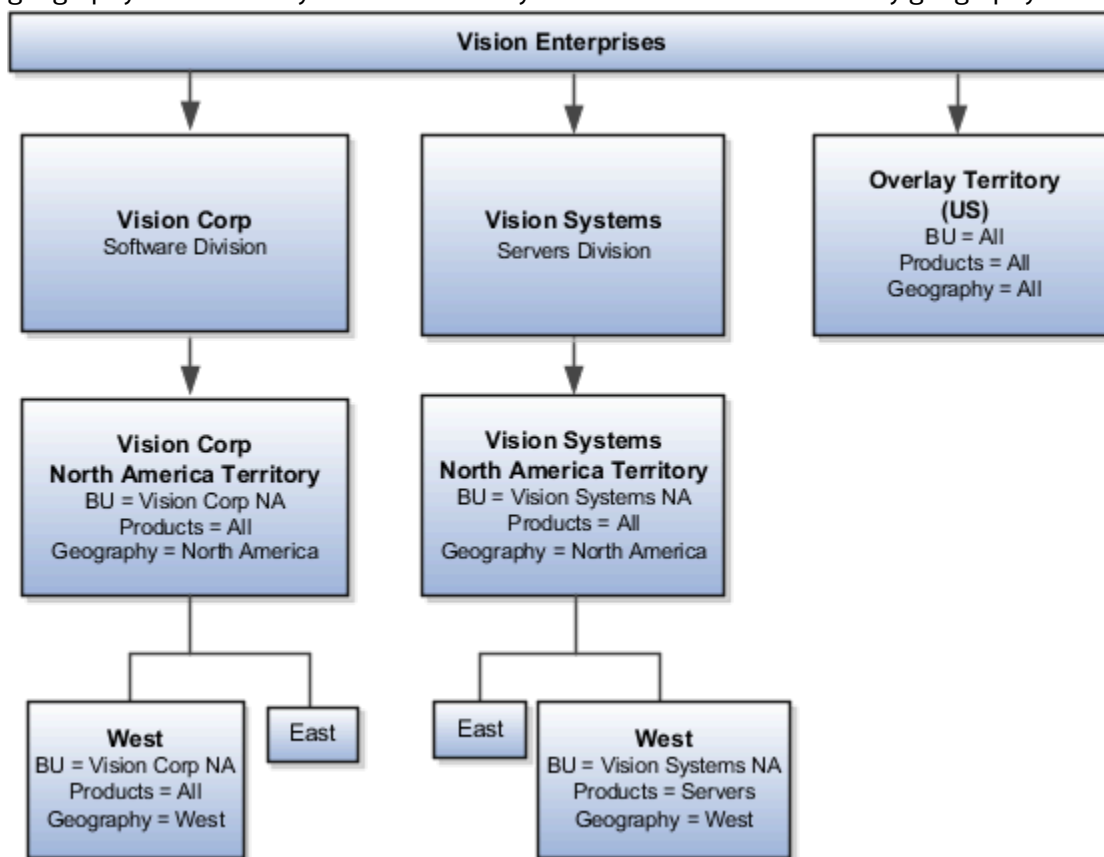 Vision Enterprises
Vision Corp
Software Division
Vision Systems
Servers Division
Overlay Territory
(US)
BU = All
Products = All
Geography = All
Vision Corp
North America Territory
BU = Vision Corp NA
Products = All
Geography = North America
Vision Systems
North America Territory
BU = Vision Systems NA
Products = All
Geography = North America
West
BU = Vision Corp NA
Products = All
Geography = West
East
East
West
BU = Vision Systems NA
Products = Servers
Geography = West